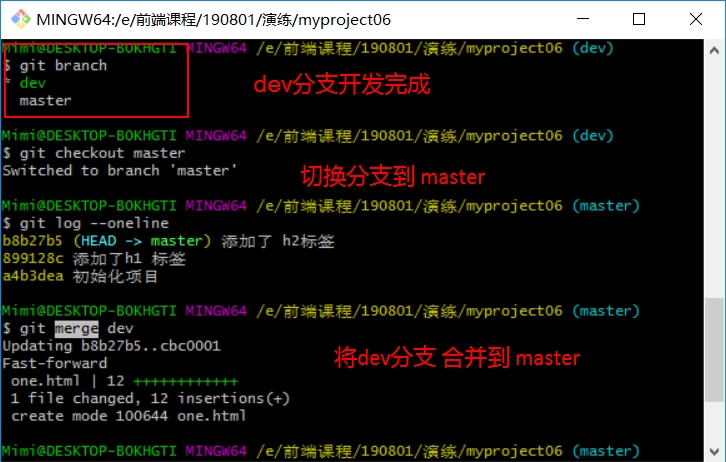 MINGW64:/e/前端课程/190801/演练/myproject06
Mimi@DESKTOP-BOKHGTI MINGW64 /e/前端课程/190801/演练/myproject06 (dev)
$ git branch
* dev
dev分支开发完成
master
Mimi@DESKTOP-BOKHGTI MINGW64 /e/前端课程/190801/演练/myproject06 (dev)
$ git checkout master
Switched to branch 'master'
切换分支到 master
Mimi@DESKTOP-BOKHGTI MINGW64 /e/前端课程/190801/演练/myproject06 (master)
$ git log --oneline
b8b27b5 (HEAD -> master) 添加了 h2标签
899128c 添加了h1 标签
a4b3dea 初始化项目
Mimi@DESKTOP-BOKHGTI MINGW64 /e/前端课程/190801/演练/myproject06 (master)
$ git merge dev
Updating b8b27b5..cbc0001
Fast-forward
将dev分支 合并到 master
one.html | 12 ++++++++++++
1 file changed, 12 insertions(+)
create mode 100644 one.html
Mimi@DESKTOP-BOKHGTI MINGW64 /e/前端课程/190801/演练/myproject06 (master)